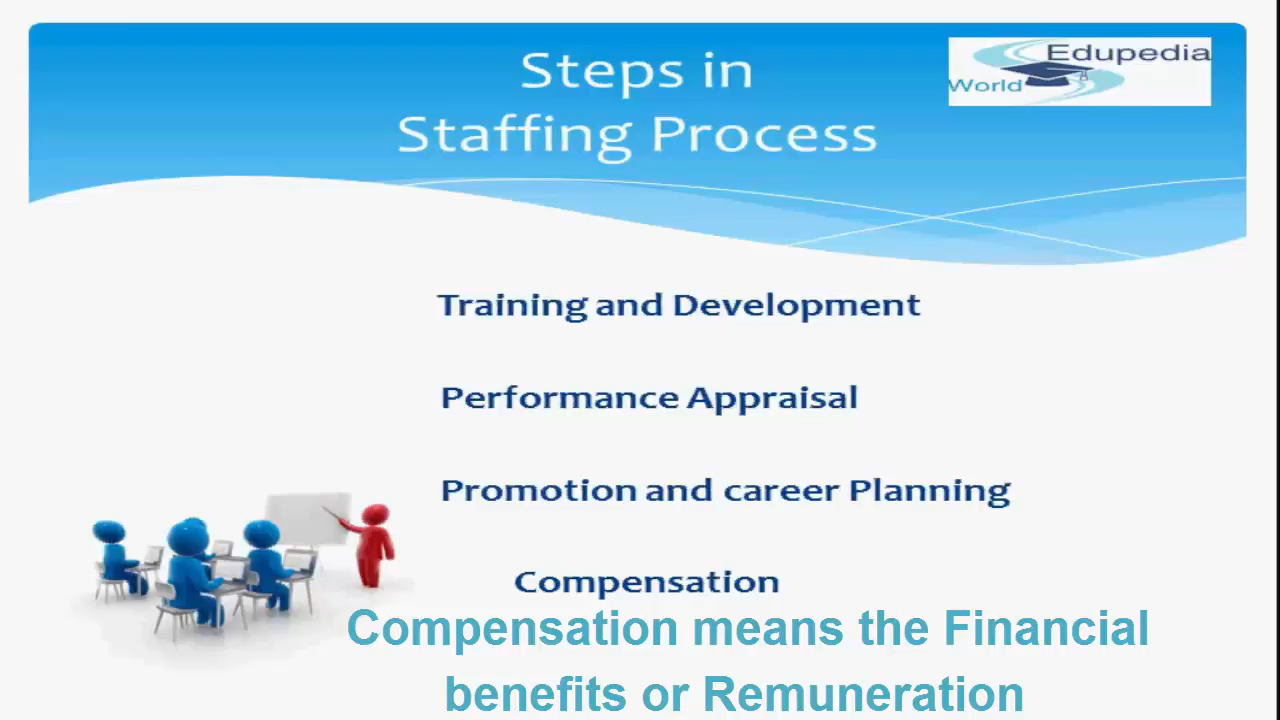 Steps in
Staffing Process
Edupedia
World
Training and Development
Performance Appraisal
Promotion and career Planning
Compensation
Compensation means the Financial
benefits or Remuneration